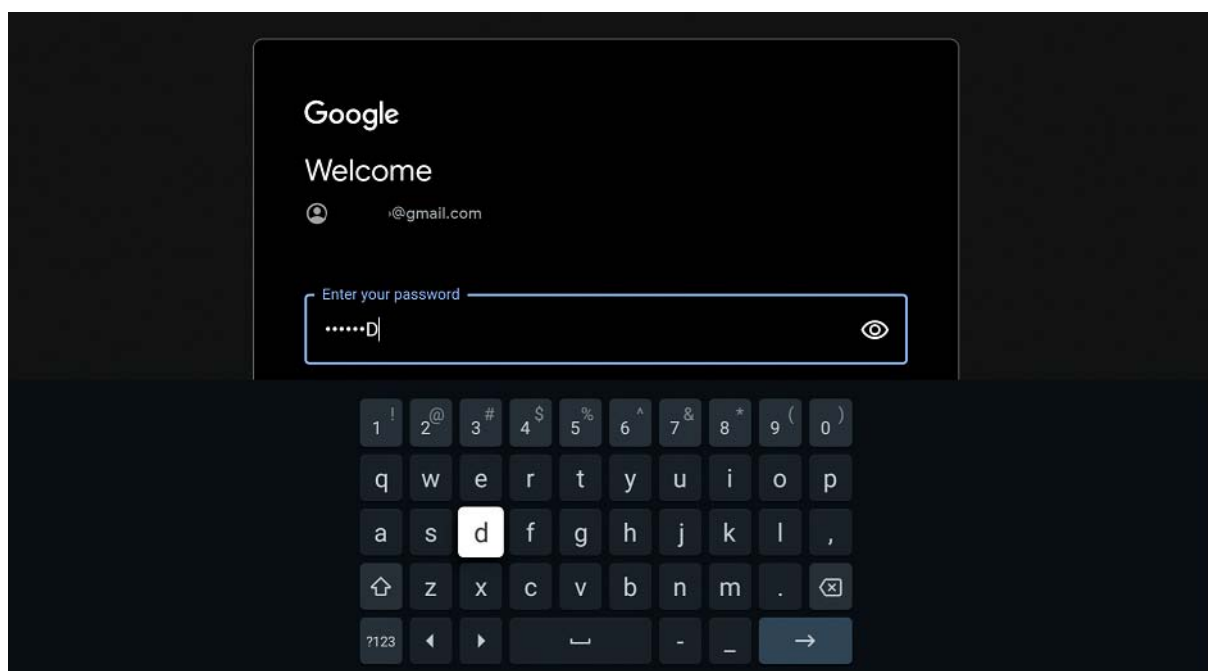 Google
Welcome
@gmail.com
Enter your password
••••••D
1 ! 2 @ 3 # 4 $ 5 % 6 ^ 7 & 8 * 9 ( 0 )
q w e r t y u i o p
a s d f g h j k l ,
z x c v b n m .
?123 - _